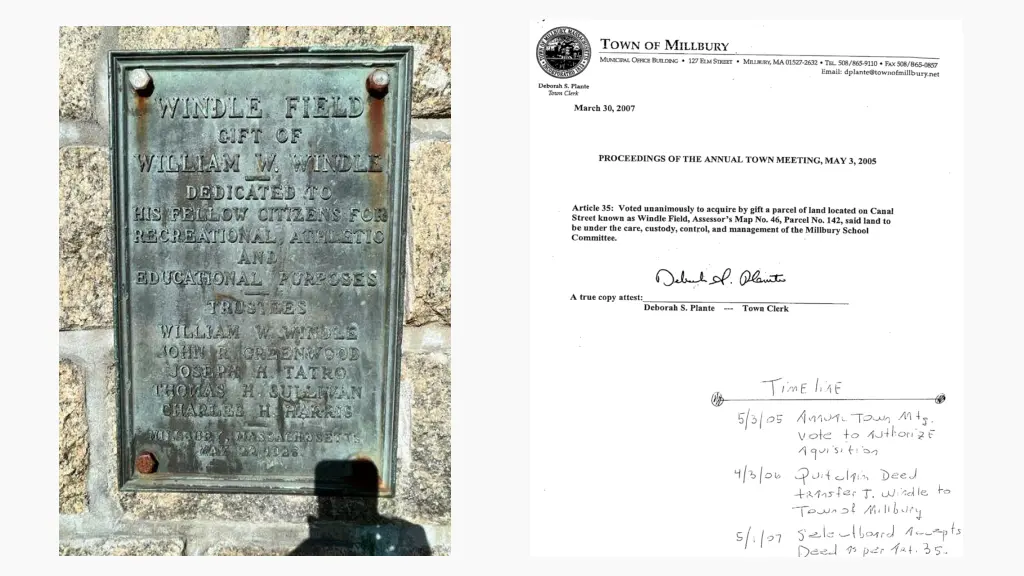 WINDLE FIELD
GIFT OF
WILLIAM W. WINDLE
DEDICATED TO
HIS FELLOW CITIZENS FOR
RECREATIONAL, ATHLETIC
AND
EDUCATIONAL PURPOSES
TRUSTEES
WILLIAM W. WINDLE
JOHN R. GREENWOOD
JOSEPH H. TATRO
THOMAS H. SULLIVAN
CHARLES H. HARRIS
MILLBURY, MASSACHUSETTS
MAY
TOWN OF MILLBURY
MUNICIPAL OFFICE BUILDING • 127 ELM STREET • MILLBURY, MA 01527-2632 • TEL. 508/865-9110 • FAX 508/865-0857
Email: dplante@townofmillbury.net
Deborah S. Plante
Town Clerk
March 30, 2007
PROCEEDINGS OF THE ANNUAL TOWN MEETING, MAY 3, 2005
Article 35: Voted unanimously to acquire by gift a parcel of land located on Canal
Street known as Windle Field, Assessor's Map No. 46, Parcel No. 142, said land to
be under the care, custody, control, and management of the Millbury School
Committee.
Deborah S. Plante
A true copy attest:
Deborah S. Plante --- Town Clerk
TIMELINE
5/3/05 ANNUAL TOWN Mtg.
VOTE to AUTHORIZE
Aquisition
4/3/06 Quitclaim Deed
transfer T. Windle to
Town of Millbury
5/1/07 Selectboard Accepts
Deed as per Art. 35.